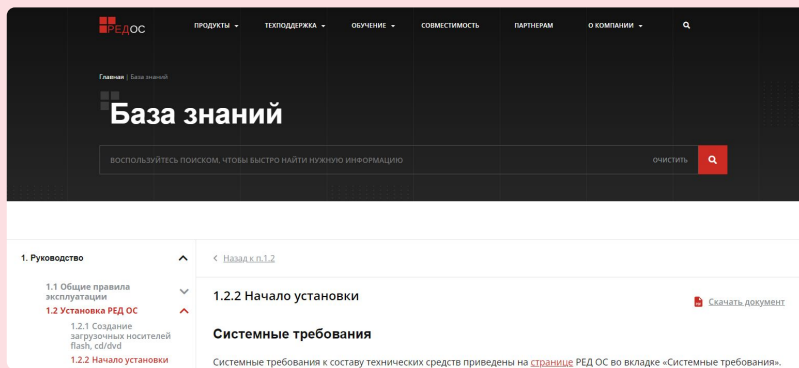 РЕДОС
ПРОДУКТЫ ТЕХПОДДЕРЖКА ОБУЧЕНИЕ СОВМЕСТИМОСТЬ ПАРТНЕРАМ О КОМПАНИИ
Главная | База знаний
База знаний
ВОСПОЛЬЗУЙТЕСЬ ПОИСКОМ, ЧТОБЫ БЫСТРО НАЙТИ НУЖНУЮ ИНФОРМАЦИЮ ОЧИСТИТЬ
1. Руководство
1.1 Общие правила
эксплуатации
1.2 Установка РЕД ОС
1.2.1 Создание
загрузочных носителей
flash, cd/dvd
1.2.2 Начало установки
Назад к п.1.2
1.2.2 Начало установки
Скачать документ
Системные требования
Системные требования к составу технических средств приведены на странице РЕД ОС во вкладке «Системные требования».